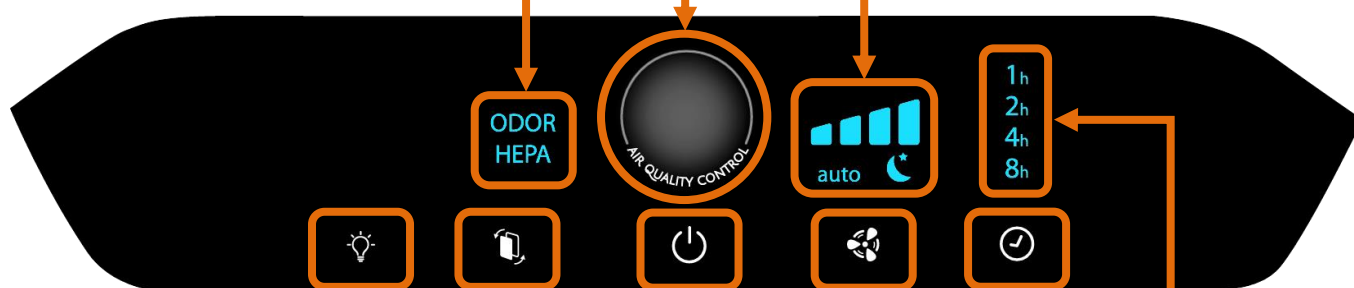 ODOR
HEPA
AIR QUALITY CONTROL
auto
1h
2h
4h
8h